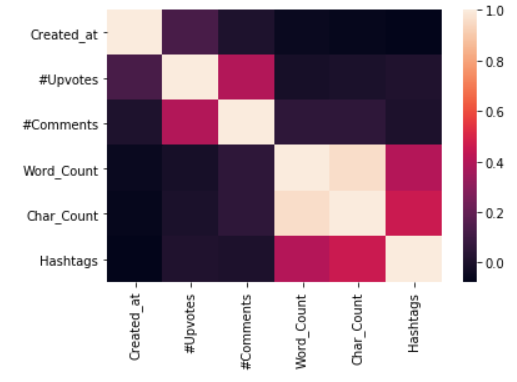 Created_at
#Upvotes
#Comments
Word_Count
Char_Count
Hashtags
Created_at
#Upvotes
#Comments
Word_Count
Char_Count
Hashtags
1.0
0.8
0.6
0.4
0.2
0.0